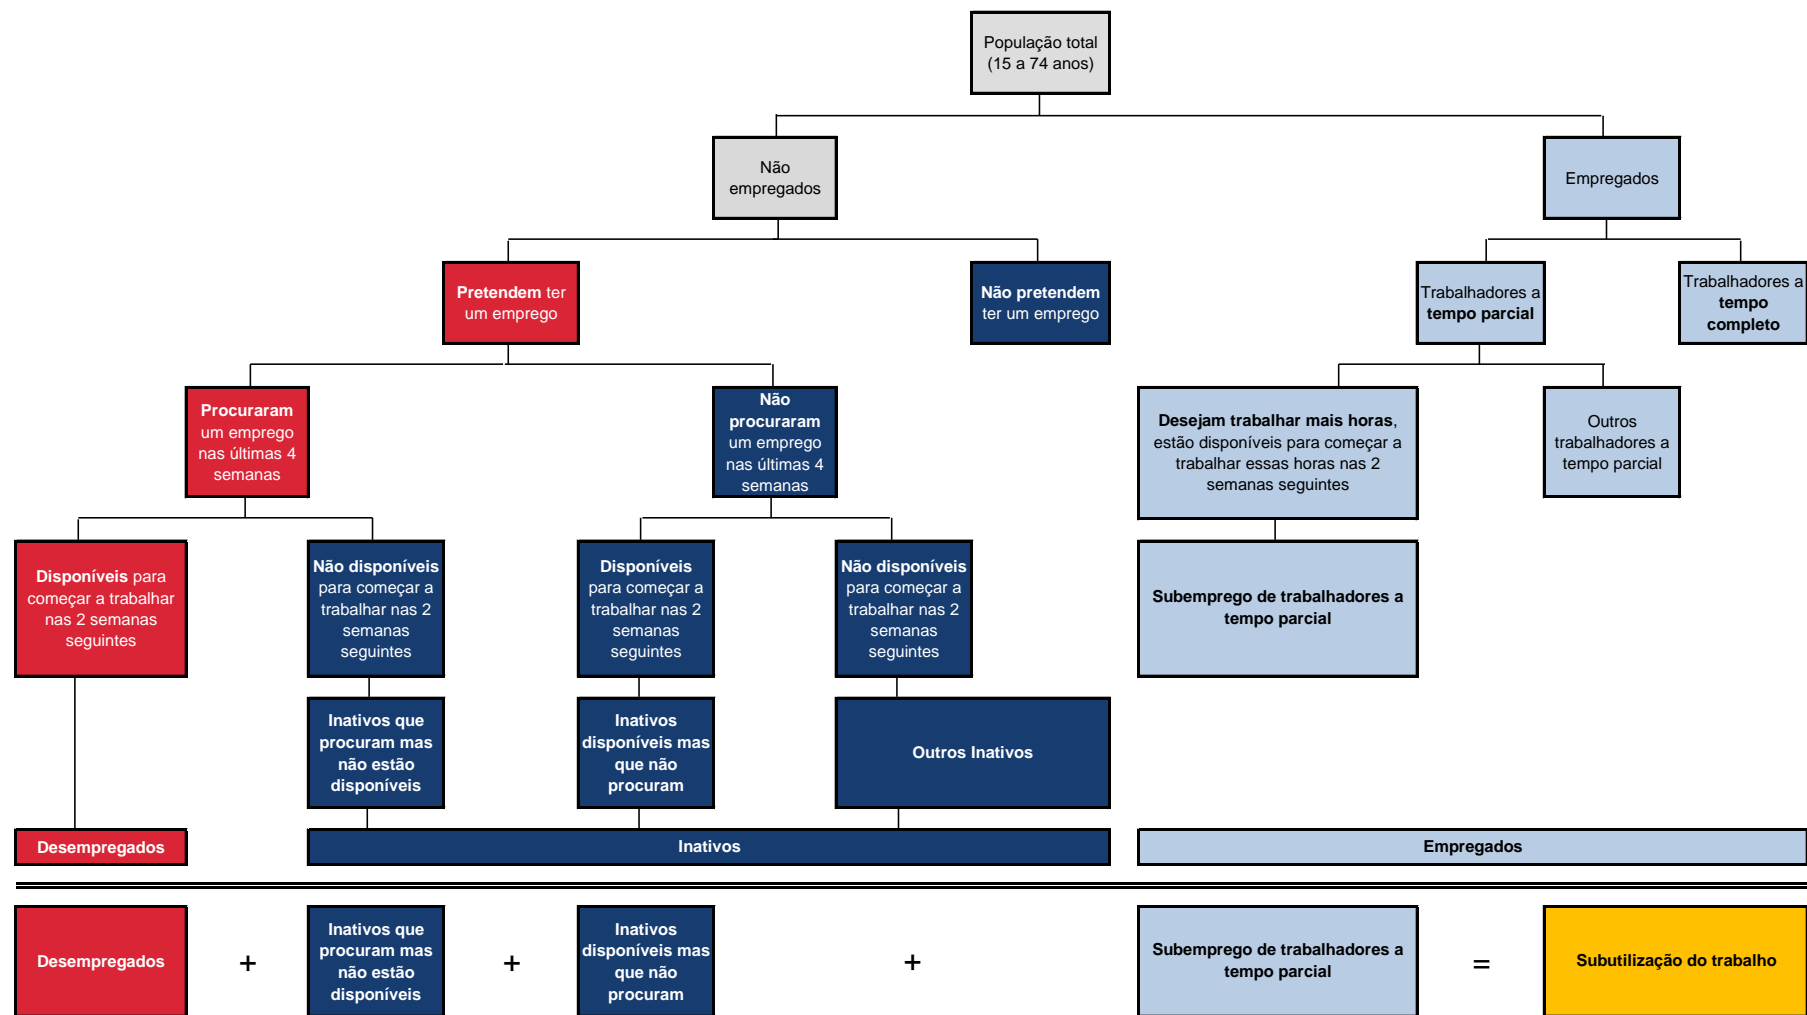 População total
(15 a 74 anos)
Não
empregados
Empregados
Pretendem ter
um emprego
Não pretendem
ter um emprego
Trabalhadores a
tempo parcial
Trabalhadores a
tempo
completo
Procuraram
um emprego
nas últimas 4
semanas
Não
procuraram
um emprego
nas últimas 4
semanas
Desejam trabalhar mais horas,
estão disponíveis para começar a
trabalhar essas horas nas 2
semanas seguintes
Outros
trabalhadores a
tempo parcial
Disponíveis para
começar a trabalhar
nas 2 semanas
seguintes
Não disponíveis
para começar a
trabalhar nas 2
semanas
seguintes
Disponíveis
para começar a
trabalhar nas 2
semanas
seguintes
Não disponíveis
para começar a
trabalhar nas 2
semanas
seguintes
Subemprego de trabalhadores a
tempo parcial
Inativos que
procuram mas
não estão
disponíveis
Inativos
disponíveis mas
que não
procuram
Outros Inativos
Desempregados
Inativos
Empregados
Desempregados
+
Inativos que
procuram mas
não estão
disponíveis
+
Inativos
disponíveis mas
que não
procuram
+
Subemprego de trabalhadores a
tempo parcial
=
Subutilização do trabalho